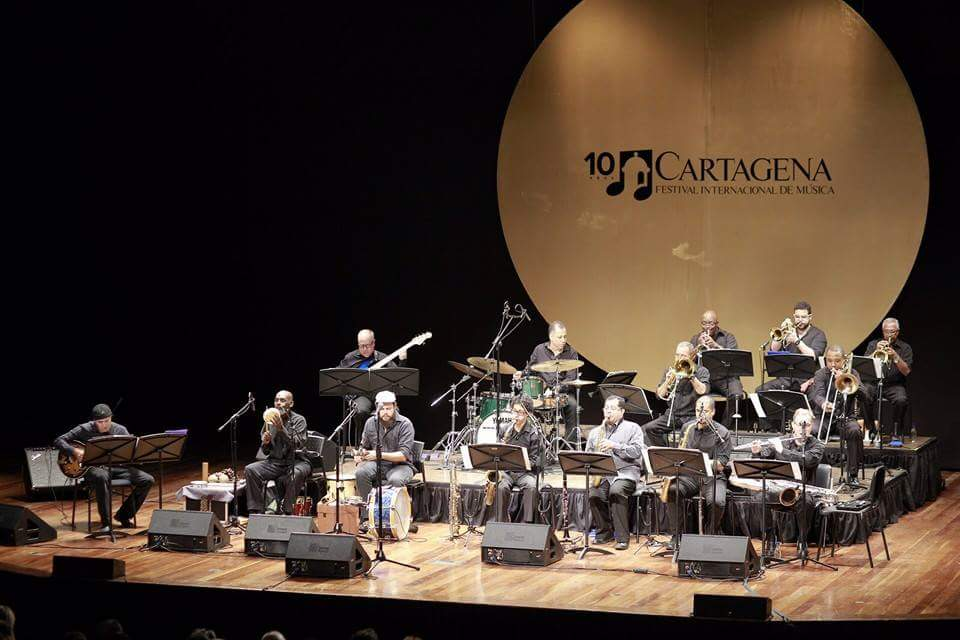 10 CARTAGENA
FESTIVAL INTERNACIONAL DE MÚSICA